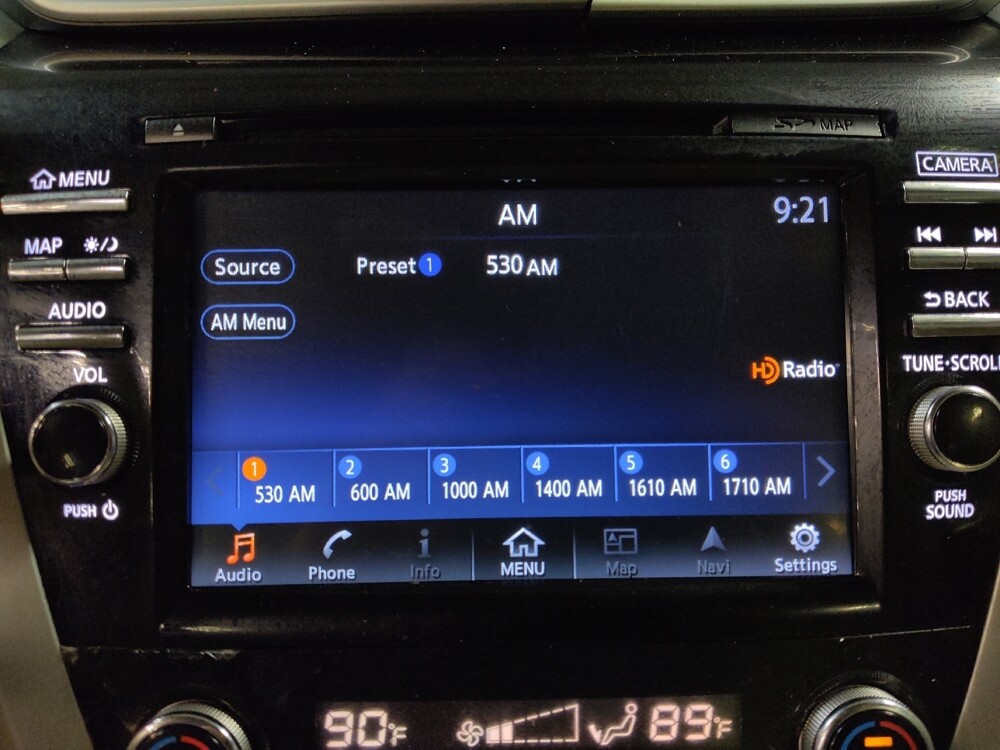 SD MAP
MENU
CAMERA
AM
9:21
MAP
Source
Preset 1 530 AM
AM Menu
AUDIO
BACK
VOL
HD Radio
TUNE·SCROLL
1 2 3 4 5 6
530 AM 600 AM 1000 AM 1400 AM 1610 AM 1710 AM
PUSH
PUSH
SOUND
Audio Phone Info MENU Map Navi Settings
90°F 89°F